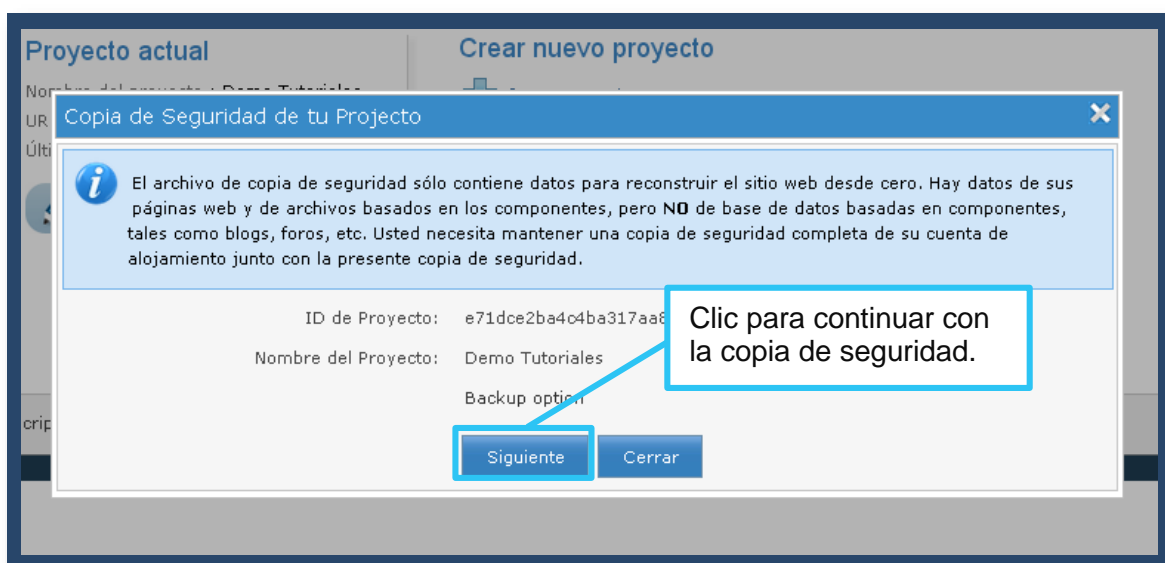 Proyecto actual
Crear nuevo proyecto
UR
Últi
Copia de Seguridad de tu Projecto
El archivo de copia de seguridad sólo contiene datos para reconstruir el sitio web desde cero. Hay datos de sus
páginas web y de archivos basados en los componentes, pero NO de base de datos basadas en componentes,
tales como blogs, foros, etc. Usted necesita mantener una copia de seguridad completa de su cuenta de
alojamiento junto con la presente copia de seguridad.
ID de Proyecto: e71dce2ba4c4ba317aa8
Clic para continuar con
la copia de seguridad.
Nombre del Proyecto: Demo Tutoriales
Backup option
crip
Siguiente Cerrar